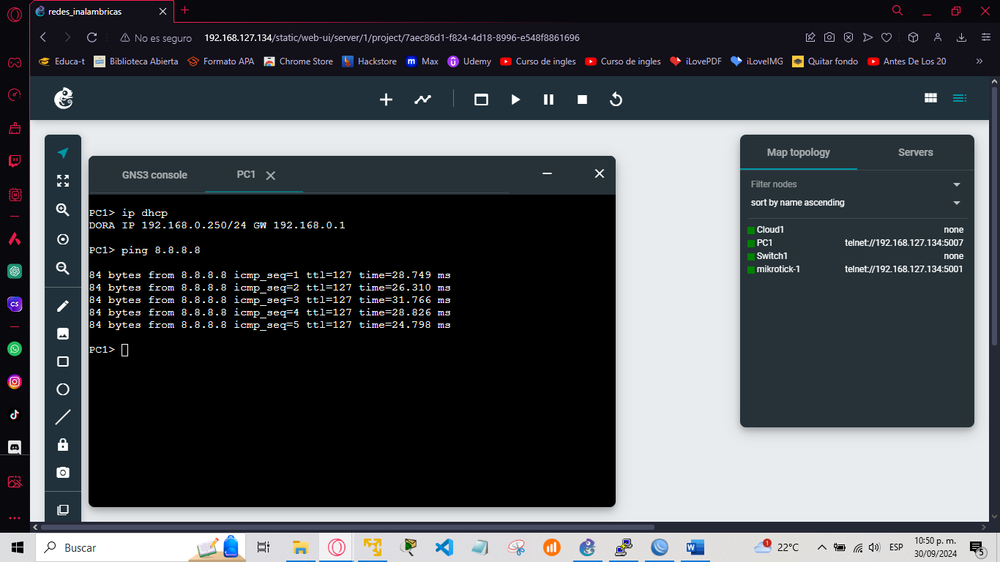 redes_inalambricas
No es seguro
192.168.127.134/static/web-ui/server/1/project/7aec86d1-f824-4d18-8996-e548f8861696
Educa-t
Biblioteca Abierta
Formato APA
Chrome Store
Hackstore
m
Max
Udemy
Curso de ingles
Curso de ingles
iLovePDF
iLoveIMG
Quitar fondo
Antes De Los 20
CS
GNS3 console
PC1
PC1> ip dhcp
DORA IP 192.168.0.250/24 GW 192.168.0.1
PC1> ping 8.8.8.8
84 bytes from 8.8.8.8 icmp_seq=1 ttl=127 time=28.749 ms
84 bytes from 8.8.8.8 icmp_seq=2 ttl=127 time=26.310 ms
84 bytes from 8.8.8.8 icmp_seq=3 ttl=127 time=31.766 ms
84 bytes from 8.8.8.8 icmp_seq=4 ttl=127 time=28.826 ms
84 bytes from 8.8.8.8 icmp_seq=5 ttl=127 time=24.798 ms
PC1>
Map topology
Servers
Filter nodes
sort by name ascending
Cloud1 none
PC1 telnet://192.168.127.134:5007
Switch1 none
mikrotick-1 telnet://192.168.127.134:5001
Buscar
W
1
22°C
ESP
10:50 p. m.
30/09/2024
5